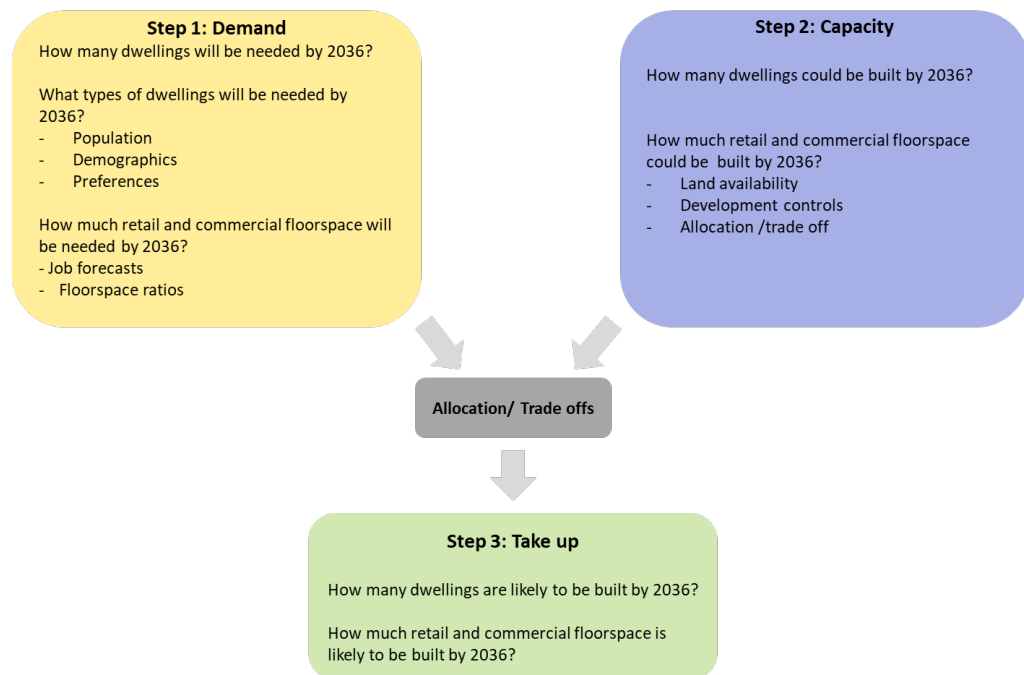 Step 1: Demand
How many dwellings will be needed by 2036?
What types of dwellings will be needed by
2036?
- Population
- Demographics
- Preferences
How much retail and commercial floorspace will
be needed by 2036?
- Job forecasts
- Floorspace ratios
Step 2: Capacity
How many dwellings could be built by 2036?
How much retail and commercial floorspace
could be built by 2036?
- Land availability
- Development controls
- Allocation /trade off
Allocation/ Trade offs
Step 3: Take up
How many dwellings are likely to be built by 2036?
How much retail and commercial floorspace is
likely to be built by 2036?